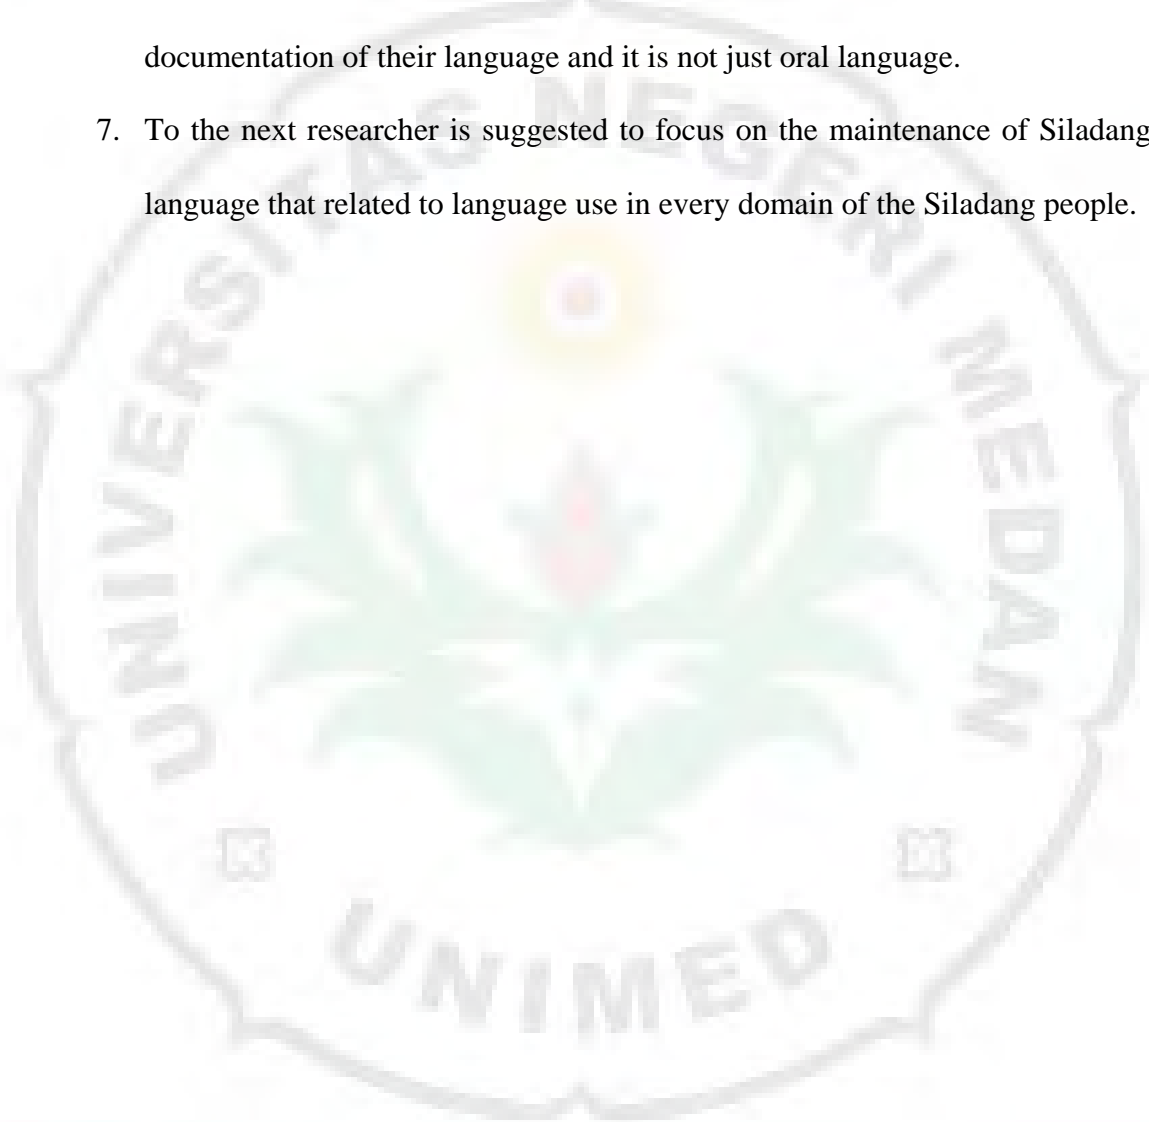 documentation of their language and it is not just oral language.
7. To the next researcher is suggested to focus on the maintenance of Siladang
language that related to language use in every domain of the Siladang people.
UNIVERSITAS NEGERI MEDAN
UNIMED